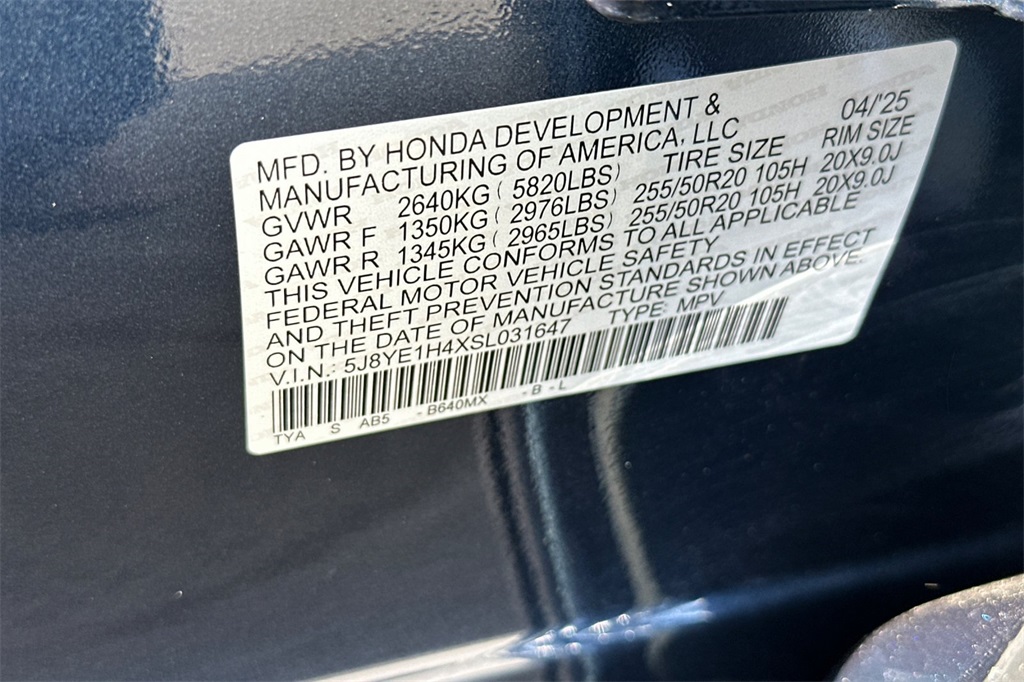 MFD. BY HONDA DEVELOPMENT & 04/'25
MANUFACTURING OF AMERICA, LLC
GVWR 2640KG ( 5820LBS) TIRE SIZE RIM SIZE
GAWR F 1350KG ( 2976LBS) 255/50R20 105H 20X9.0J
GAWR R 1345KG ( 2965LBS) 255/50R20 105H 20X9.0J
THIS VEHICLE CONFORMS TO ALL APPLICABLE
FEDERAL MOTOR VEHICLE SAFETY
AND THEFT PREVENTION STANDARDS IN EFFECT
ON THE DATE OF MANUFACTURE SHOWN ABOVE.
V.I.N.: 5J8YE1H4XSL031647 TYPE: MPV
TYA S AB5 - B640MX - B - L